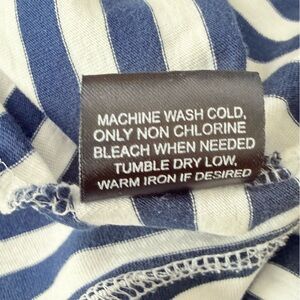 MACHINE WASH COLD,
ONLY NON CHLORINE
BLEACH WHEN NEEDED
TUMBLE DRY LOW,
WARM IRON IF DESIRED